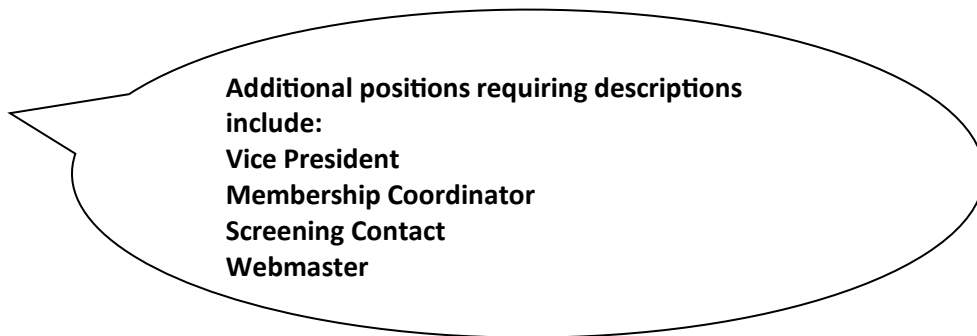 Additional positions requiring descriptions
include:
Vice President
Membership Coordinator
Screening Contact
Webmaster